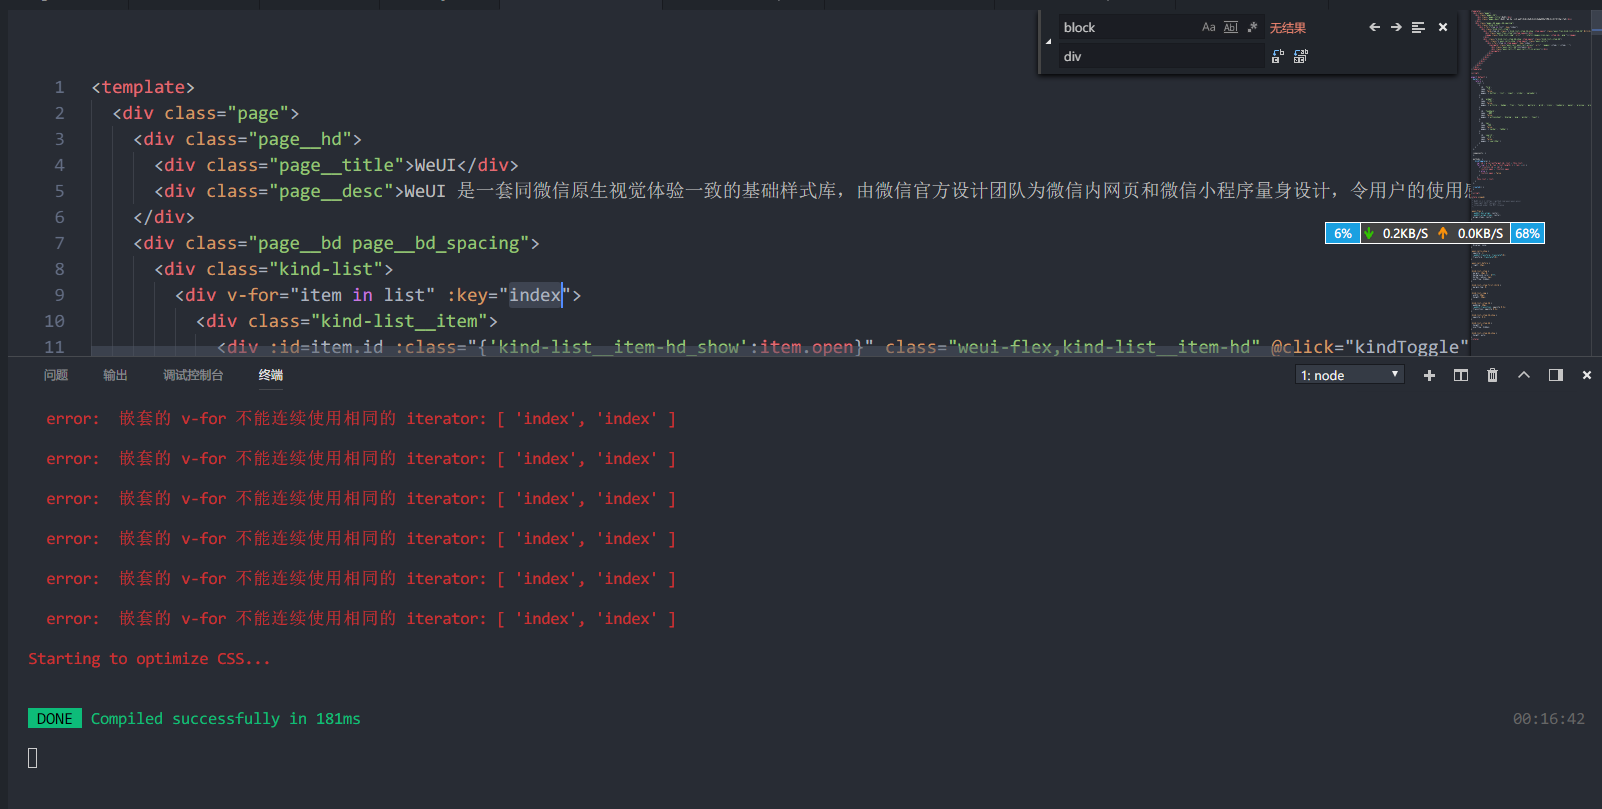 block
Aa
Abl
.*
无结果
div
1 <template>
2 <div class="page">
3 <div class="page__hd">
4 <div class="page__title">WeUI</div>
5 <div class="page__desc">WeUI 是一套同微信原生视觉体验一致的基础样式库，由微信官方设计团队为微信内网页和微信小程序量身设计，令用户的使用感
6 </div>
7 <div class="page__bd page__bd_spacing">
8 <div class="kind-list">
9 <div v-for="item in list" :key="index">
10 <div class="kind-list__item">
11 <div :id=item.id :class="{'kind-list__item-hd_show':item.open}" class="weui-flex,kind-list__item-hd" @click="kindToggle"
6% 0.2KB/S 0.0KB/S 68%
问题 输出 调试控制台 终端 1: node
error: 嵌套的 v-for 不能连续使用相同的 iterator: [ 'index', 'index' ]
error: 嵌套的 v-for 不能连续使用相同的 iterator: [ 'index', 'index' ]
error: 嵌套的 v-for 不能连续使用相同的 iterator: [ 'index', 'index' ]
error: 嵌套的 v-for 不能连续使用相同的 iterator: [ 'index', 'index' ]
error: 嵌套的 v-for 不能连续使用相同的 iterator: [ 'index', 'index' ]
error: 嵌套的 v-for 不能连续使用相同的 iterator: [ 'index', 'index' ]
Starting to optimize CSS...
DONE Compiled successfully in 181ms 00:16:42